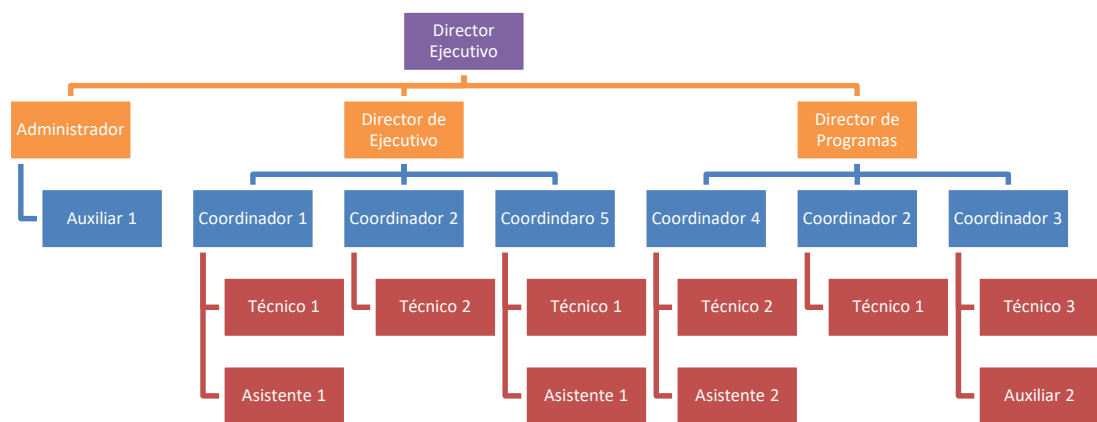 Director
Ejecutivo
Administrador
Director de
Ejecutivo
Director de
Programas
Auxiliar 1
Coordinador 1
Coordinador 2
Coordindaro 5
Coordinador 4
Coordinador 2
Coordinador 3
Técnico 1
Técnico 2
Técnico 1
Técnico 2
Técnico 1
Técnico 3
Asistente 1
Asistente 1
Asistente 2
Auxiliar 2